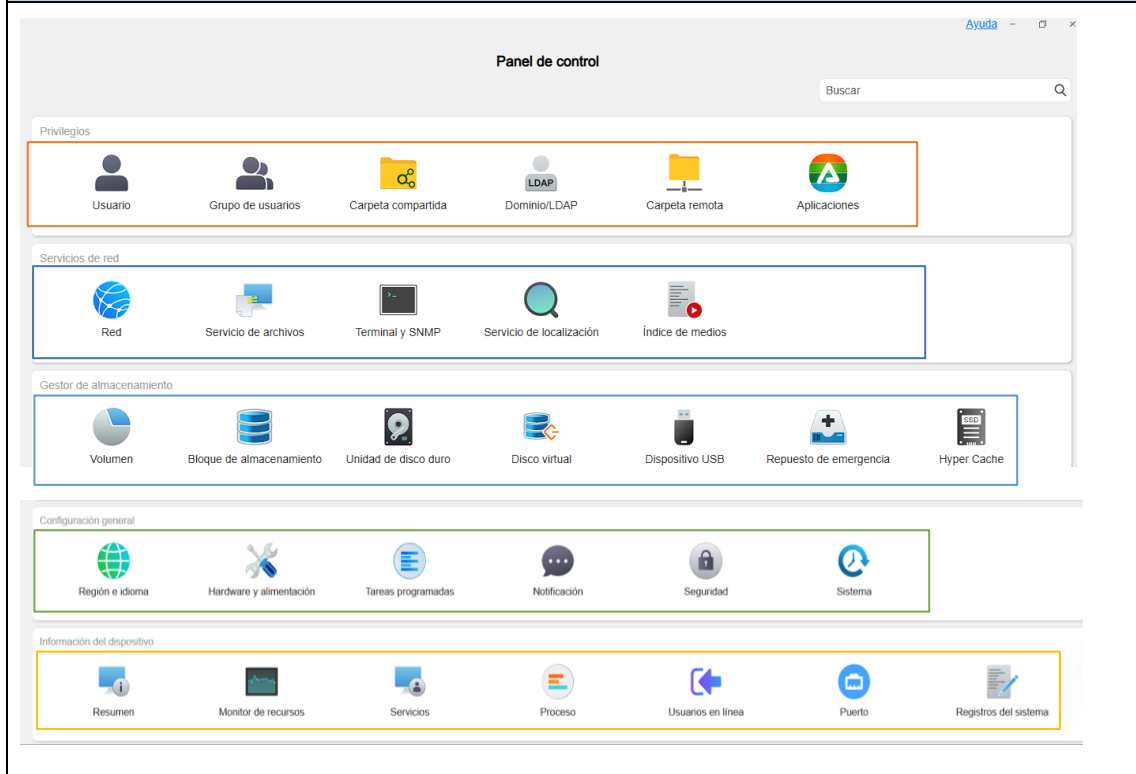 Ayuda
Panel de control
Buscar
Privilegios
LDAP
Usuario Grupo de usuarios Carpeta compartida Dominio/LDAP Carpeta remota Aplicaciones
Servicios de red
Red Servicio de archivos Terminal y SNMP Servicio de localización Índice de medios
Gestor de almacenamiento
SSD
Volumen Bloque de almacenamiento Unidad de disco duro Disco virtual Dispositivo USB Repuesto de emergencia Hyper Cache
Configuración general
Región e idioma Hardware y alimentación Tareas programadas Notificación Seguridad Sistema
Información del dispositivo
Resumen Monitor de recursos Servicios Proceso Usuarios en línea Puerto Registros del sistema